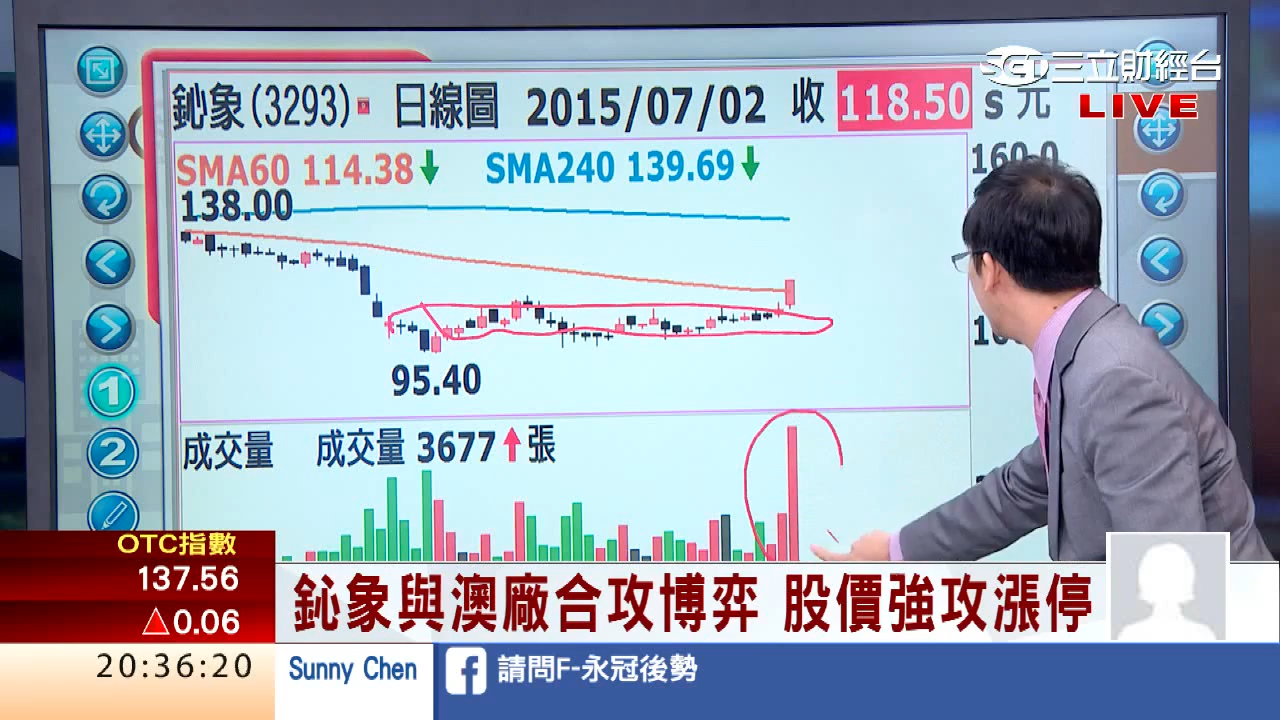 三立財經台
LIVE
鈊象(3293) 日線圖 2015/07/02 收 118.50 s 元
SMA60 114.38↓ SMA240 139.69↓
160.0
138.00
95.40
成交量 成交量 3677↑張
1
2
OTC指數
137.56
△0.06
鈊象與澳廠合攻博弈 股價強攻漲停
20:36:20
Sunny Chen
請問F-永冠後勢